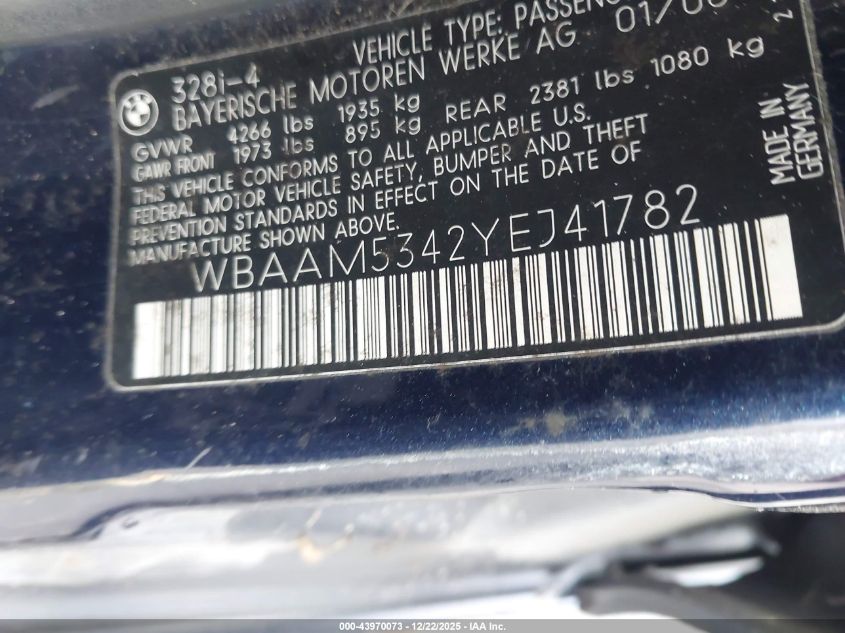 328i-4 VEHICLE TYPE: PASSEN
BAYERISCHE MOTOREN WERKE AG 01/00
GVWR 4266 lbs 1935 kg
GAWR FRONT 1973 lbs 895 kg REAR 2381 lbs 1080 kg
THIS VEHICLE CONFORMS TO ALL APPLICABLE U.S.
FEDERAL MOTOR VEHICLE SAFETY, BUMPER AND THEFT
PREVENTION STANDARDS IN EFFECT ON THE DATE OF
MANUFACTURE SHOWN ABOVE.
MADE IN
GERMANY
WBAAM5342YEJ41782
000-43970073 - 12/22/2025 - IAA Inc.